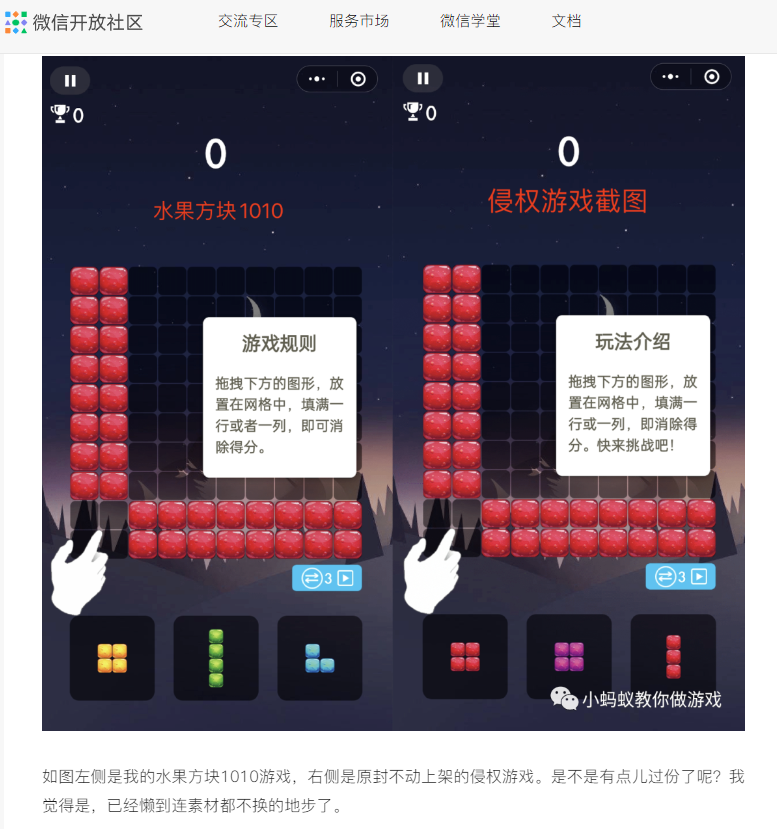 微信开放社区
交流专区
服务市场
微信学堂
文档
0
0
水果方块1010
游戏规则
拖拽下方的图形，放
置在网格中，填满一
行或者一列，即可消
除得分。
3
0
0
侵权游戏截图
玩法介绍
拖拽下方的图形，放
置在网格中，填满一
行或一列，即消除得
分。快来挑战吧！
3
小蚂蚁教你做游戏
如图左侧是我的水果方块1010游戏，右侧是原封不动上架的侵权游戏。是不是有点儿过份了呢？我
觉得是，已经懒到连素材都不换的地步了。